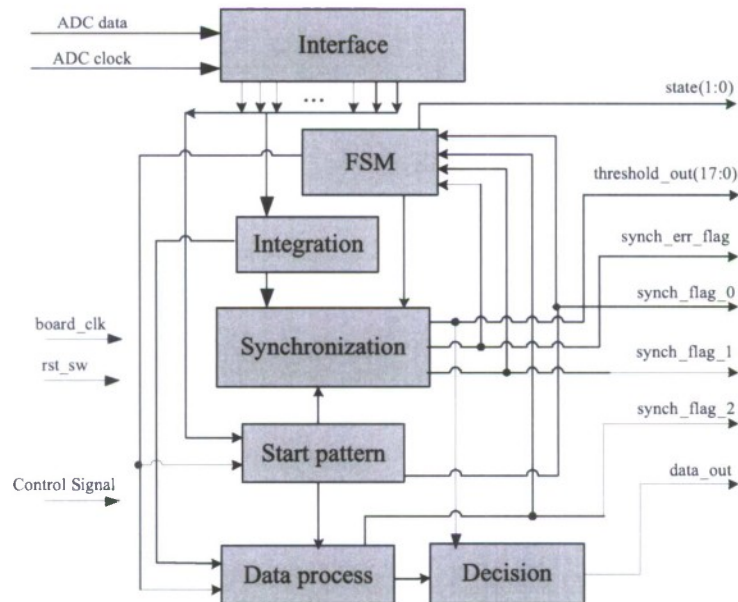 ADC data
Interface
ADC clock
...
state(1:0)
FSM
threshold_out(17:0)
Integration
synch_err_flag
synch_flag_0
board_clk
Synchronization
synch_flag_1
rst_sw
synch_flag_2
Start pattern
data_out
Control Signal
Data process
Decision